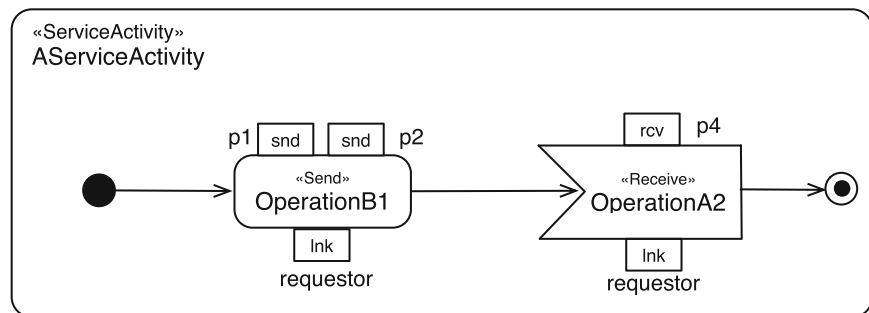 «ServiceActivity»
AServiceActivity
p1 snd snd p2
rcv p4
«Send»
OperationB1
«Receive»
OperationA2
lnk
requestor
lnk
requestor